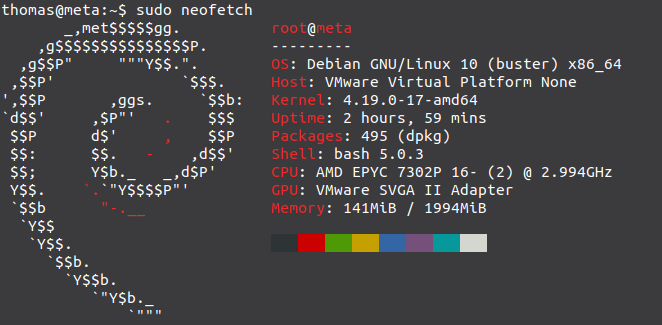 thomas@meta:~$ sudo neofetch
       _,met$$$$$gg.          root@meta
    ,g$$$$$$$$$$$$$$$P.       ---------
  ,g$$P"     """Y$$.".        OS: Debian GNU/Linux 10 (buster) x86_64
 ,$$P'              `$$$.     Host: VMware Virtual Platform None
',$$P       ,ggs.     `$$b:   Kernel: 4.19.0-17-amd64
`d$$'     ,$P"'   .    $$$    Uptime: 2 hours, 59 mins
 $$P      d$'     ,    $$P    Packages: 495 (dpkg)
 $$:      $$.   -    ,d$$'    Shell: bash 5.0.3
 $$;      Y$b._   _,d$P'      CPU: AMD EPYC 7302P 16- (2) @ 2.994GHz
 Y$$.    `.`"Y$$$$P"'         GPU: VMware SVGA II Adapter
 `$$b      "-.__              Memory: 141MiB / 1994MiB
  `Y$$
   `Y$$.
     `$$b.
       `Y$$b.
          `"Y$b._
              `"""